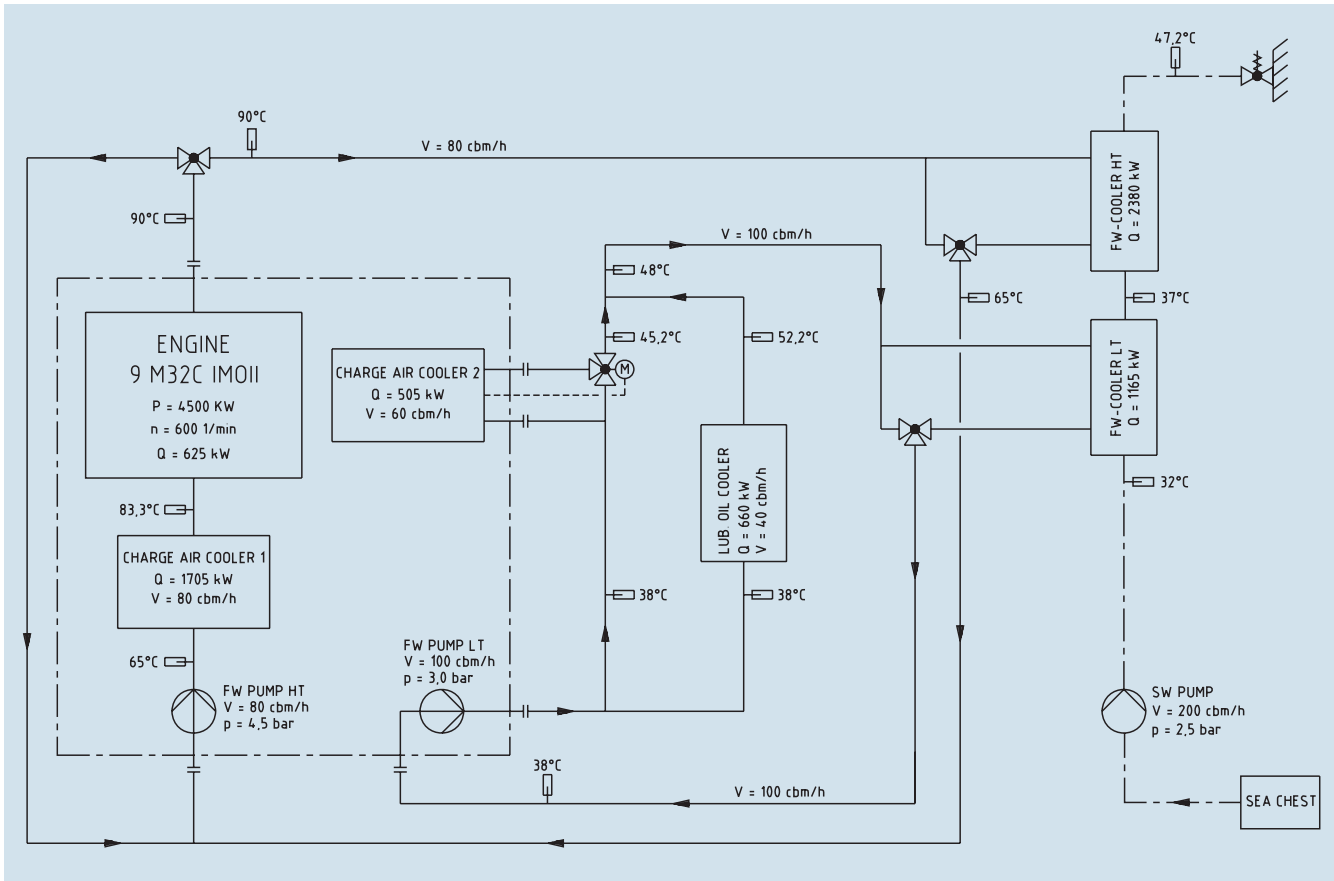 47,2°C
90°C
V = 80 cbm/h
FW-COOLER HT
Q = 2380 kW
90°C
V = 100 cbm/h
48°C
65°C
37°C
ENGINE
9 M32C IMOII
P = 4500 KW
n = 600 1/min
Q = 625 kW
45,2°C
52,2°C
CHARGE AIR COOLER 2
Q = 505 kW
V = 60 cbm/h
M
FW-COOLER LT
Q = 1165 kW
32°C
83,3°C
LUB. OIL COOLER
Q = 660 kW
V = 40 cbm/h
CHARGE AIR COOLER 1
Q = 1705 kW
V = 80 cbm/h
38°C
38°C
65°C
FW PUMP LT
V = 100 cbm/h
p = 3,0 bar
FW PUMP HT
V = 80 cbm/h
p = 4,5 bar
SW PUMP
V = 200 cbm/h
p = 2,5 bar
38°C
V = 100 cbm/h
SEA CHEST